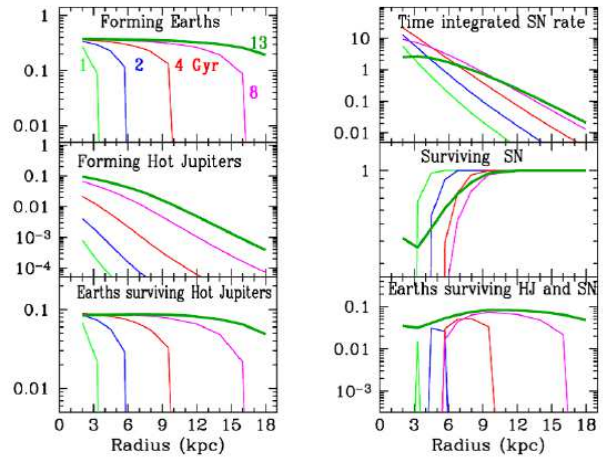 Forming Earths
1
0.1
0.01
1
2
4 Gyr
8
13
Forming Hot Jupiters
1
0.1
0.01
10⁻³
10⁻⁴
Earths surviving Hot Jupiters
0.1
0.01
0 3 6 9 12 15 18
Radius (kpc)
Time integrated SN rate
10
1
0.1
0.01
Surviving SN
1
Earths surviving HJ and SN
1
0.1
0.01
10⁻³
0 3 6 9 12 15 18
Radius (kpc)